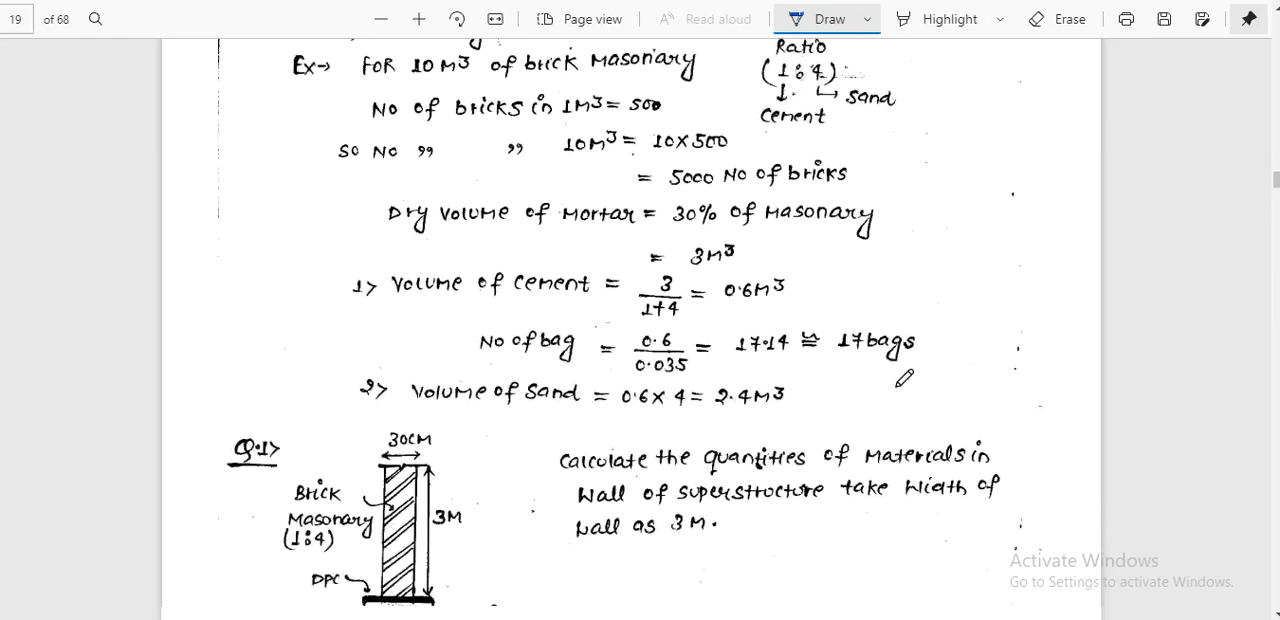 19 of 68 Page view Read aloud Draw Highlight Erase
Ratio
Ex→ FOR 10M³ of brick Masonary (1:4)
↳ Sand
No of bricks in 1M³ = 500
Cement
So No ,, ,, 10M³ = 10×500
= 5000 No of bricks
Dry volume of Mortar = 30% of Masonary
= 3M³
1> Volume of Cement = 3/1+4 = 0.6M³
No of bag = 0.6/0.035 = 17.14 ≅ 17bags
2> Volume of Sand = 0.6×4 = 2.4M³
Q.1>
30CM
Brick
Masonary
(1:4)
3M
DPC
Calculate the quantities of Materials in
Wall of superstructure take Width of
Wall as 3M.
Activate Windows
Go to Settings to activate Windows.